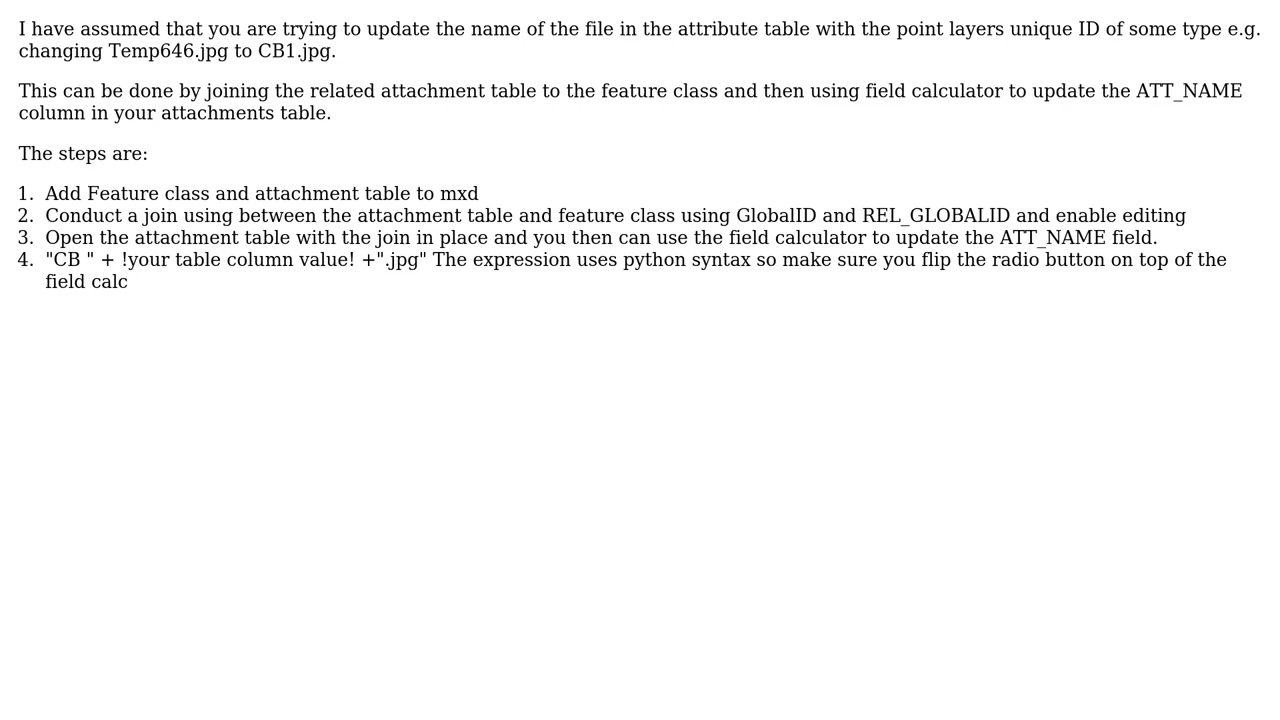 I have assumed that you are trying to update the name of the file in the attribute table with the point layers unique ID of some type e.g.
changing Temp646.jpg to CB1.jpg.
This can be done by joining the related attachment table to the feature class and then using field calculator to update the ATT_NAME
column in your attachments table.
The steps are:
1. Add Feature class and attachment table to mxd
2. Conduct a join using between the attachment table and feature class using GlobalID and REL_GLOBALID and enable editing
3. Open the attachment table with the join in place and you then can use the field calculator to update the ATT_NAME field.
4. "CB " + !your table column value! +".jpg" The expression uses python syntax so make sure you flip the radio button on top of the
field calc